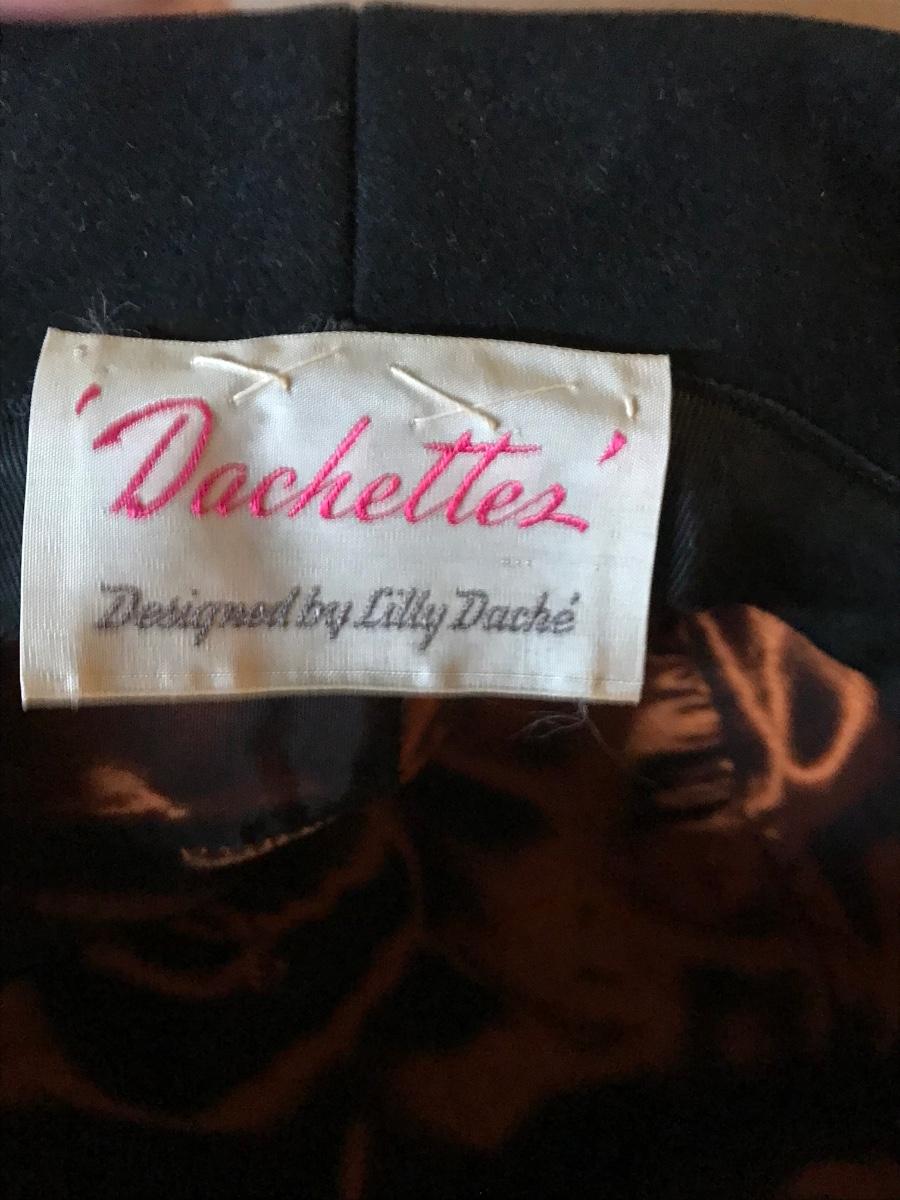 'Dachettes'
Designed by Lilly Daché